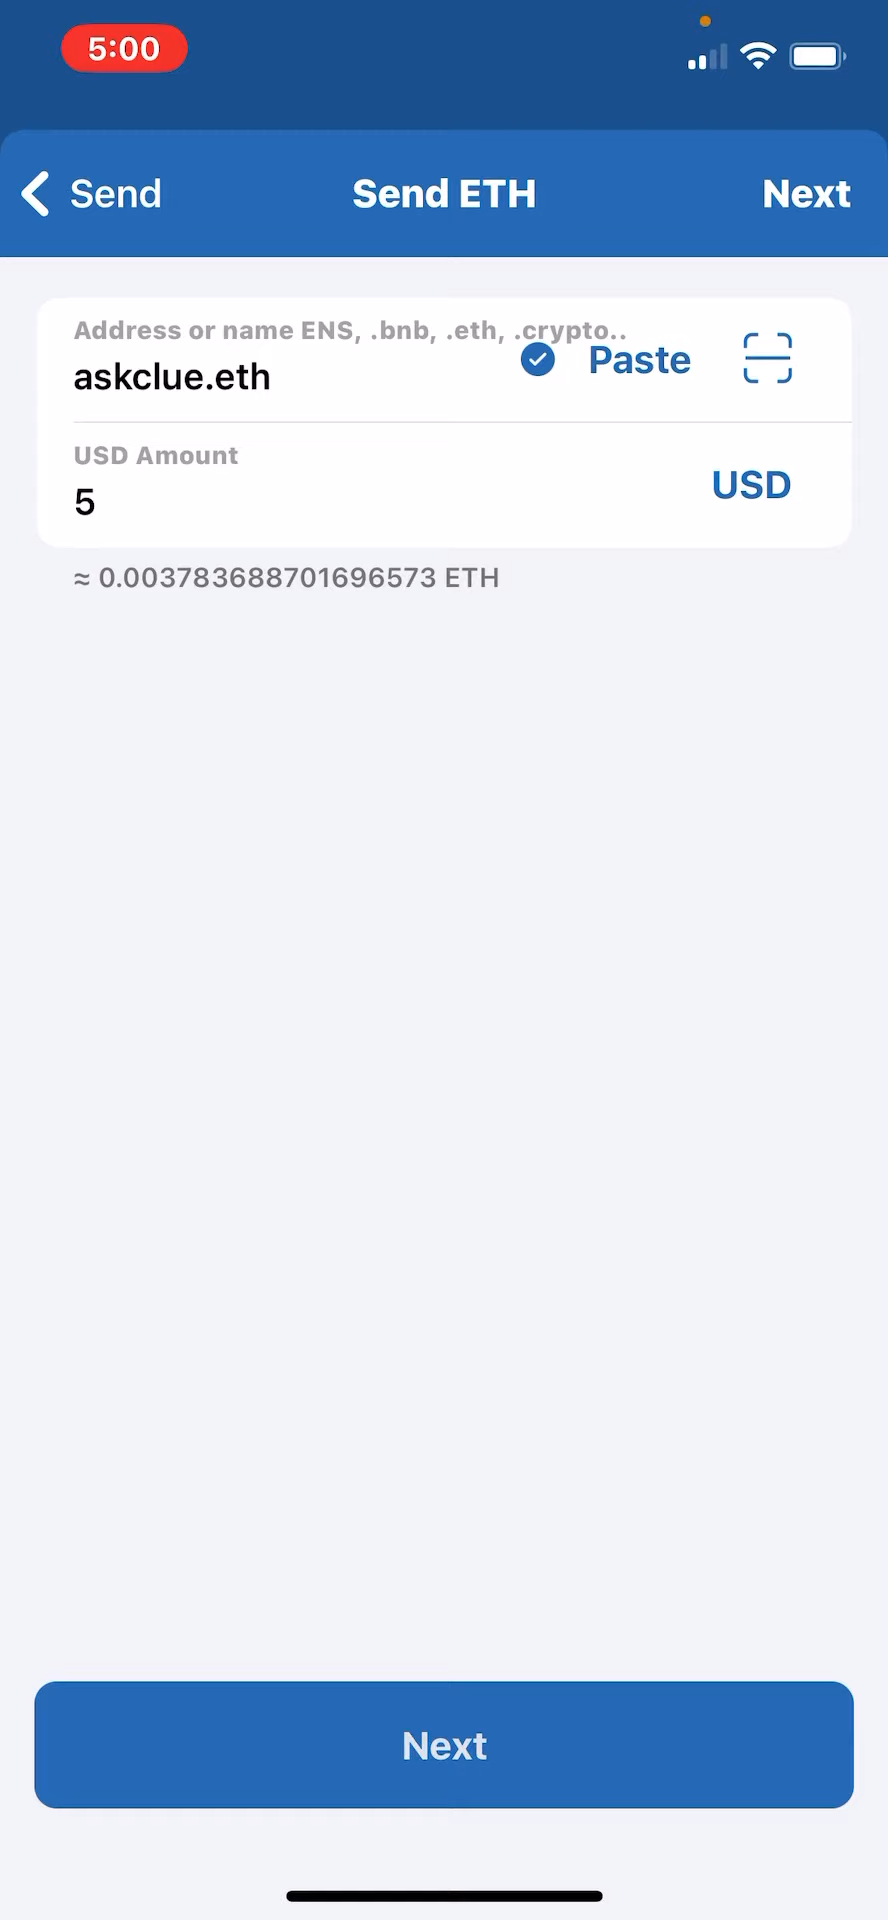 5:00
Send
Send ETH
Next
Address or name ENS, .bnb, .eth, .crypto..
askclue.eth
Paste
USD Amount
5
USD
≈ 0.003783688701696573 ETH
Next